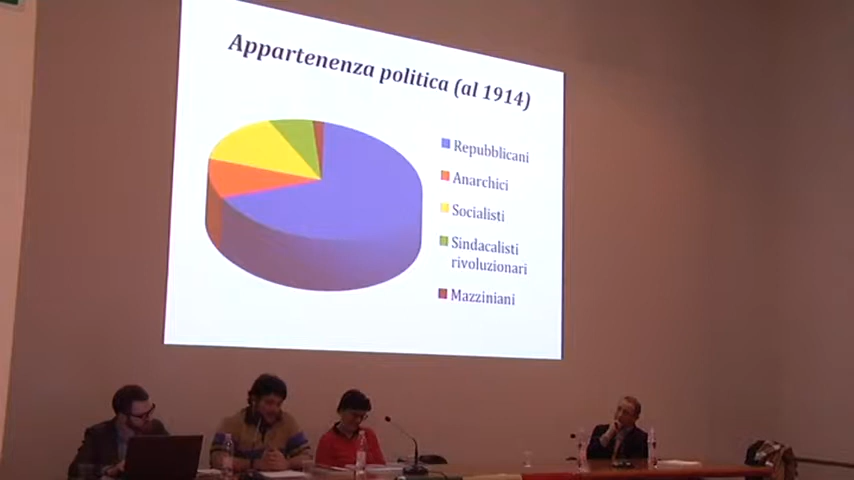 Appartenenza politica (al 1914)
Repubblicani
Anarchici
Socialisti
Sindacalisti
rivoluzionari
Mazziniani